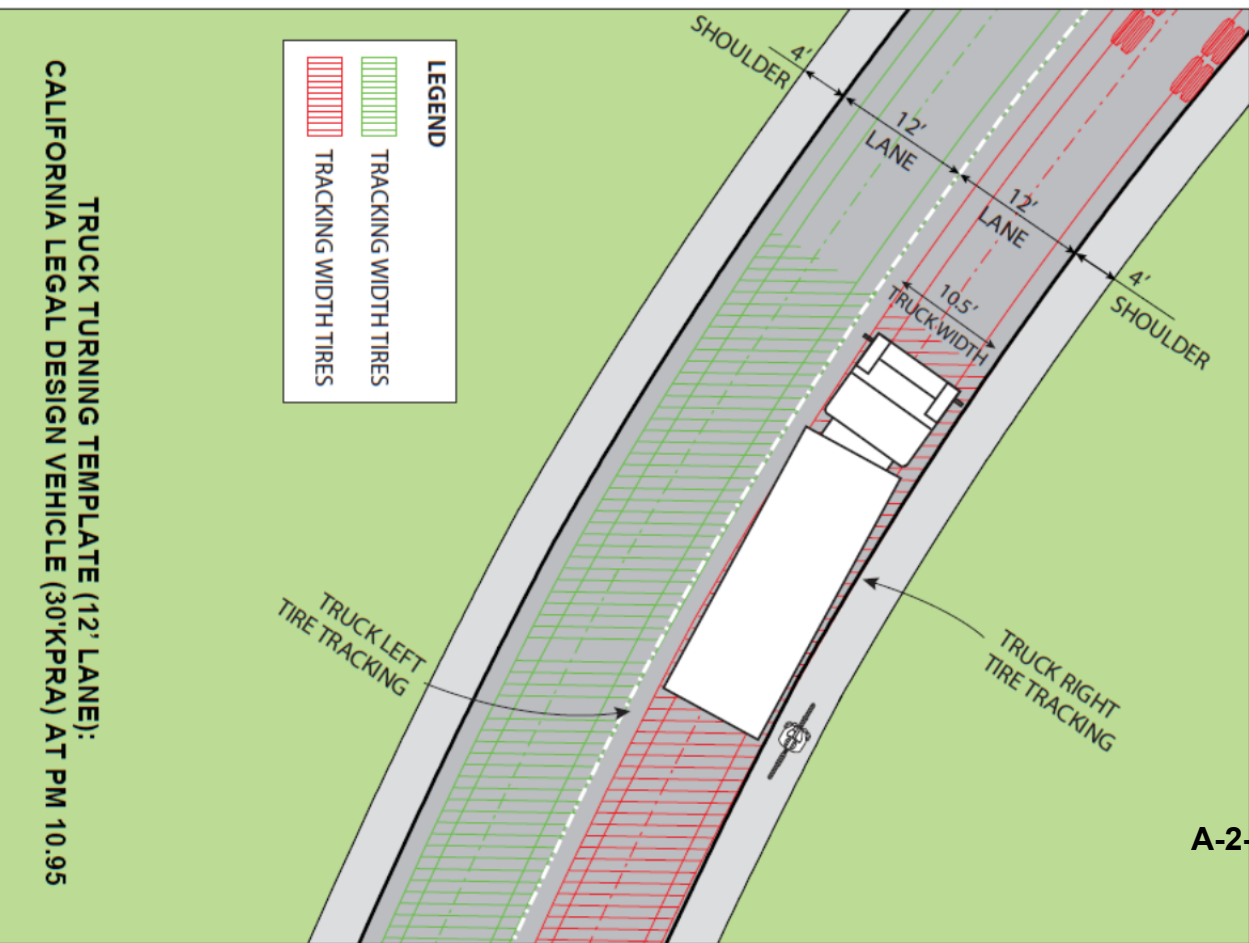 TRUCK TURNING TEMPLATE (12' LANE):
CALIFORNIA LEGAL DESIGN VEHICLE (30'KPRA) AT PM 10.95
LEGEND
TRACKING WIDTH TIRES
TRACKING WIDTH TIRES
4'
SHOULDER
12'
LANE
12'
LANE
4'
SHOULDER
10.5'
TRUCK WIDTH
TRUCK LEFT
TIRE TRACKING
TRUCK RIGHT
TIRE TRACKING
A-2-